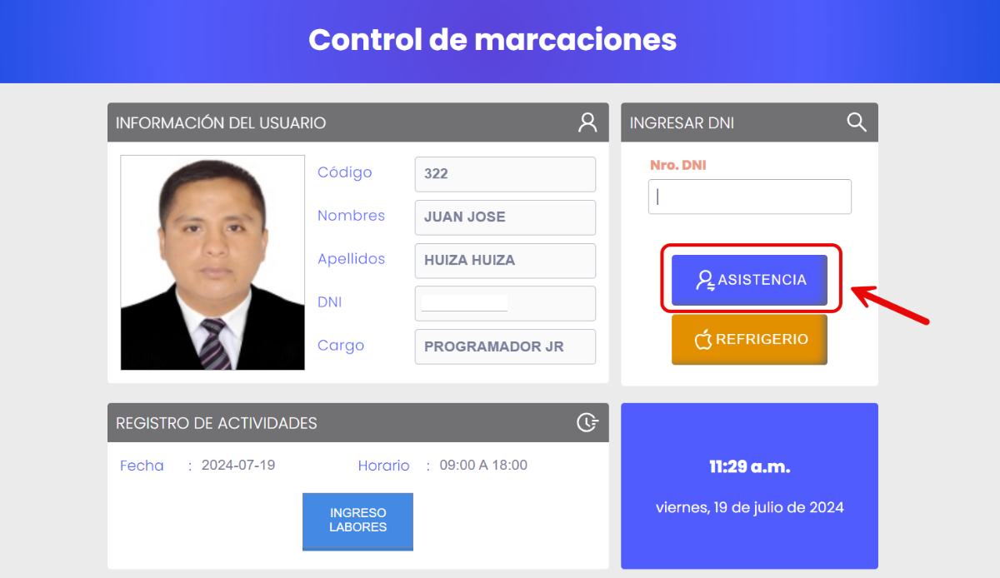 Control de marcaciones
INFORMACIÓN DEL USUARIO
Código 322
Nombres JUAN JOSE
Apellidos HUIZA HUIZA
DNI
Cargo PROGRAMADOR JR
INGRESAR DNI
Nro. DNI
ASISTENCIA
REFRIGERIO
REGISTRO DE ACTIVIDADES
Fecha : 2024-07-19 Horario : 09:00 A 18:00
INGRESO
LABORES
11:29 a.m.
viernes, 19 de julio de 2024